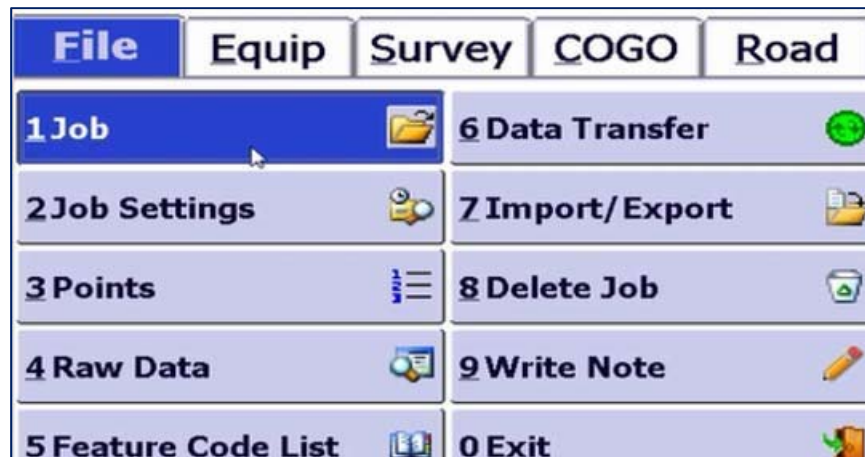 File Equip Survey COGO Road
1 Job
2 Job Settings
3 Points
4 Raw Data
5 Feature Code List
6 Data Transfer
7 Import/Export
8 Delete Job
9 Write Note
0 Exit